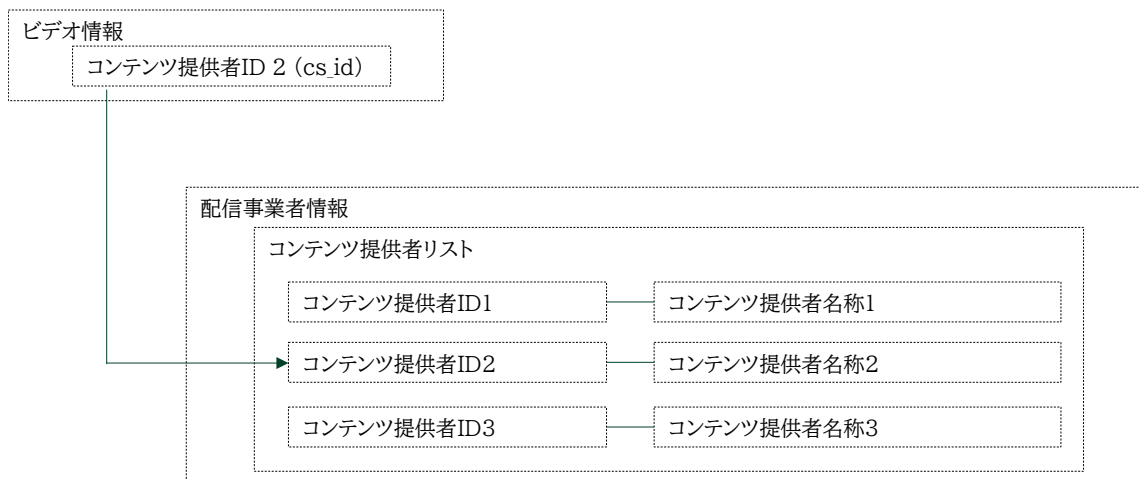 ビデオ情報
コンテンツ提供者ID 2 (cs_id)
配信事業者情報
コンテンツ提供者リスト
コンテンツ提供者ID1 コンテンツ提供者名称1
コンテンツ提供者ID2 コンテンツ提供者名称2
コンテンツ提供者ID3 コンテンツ提供者名称3